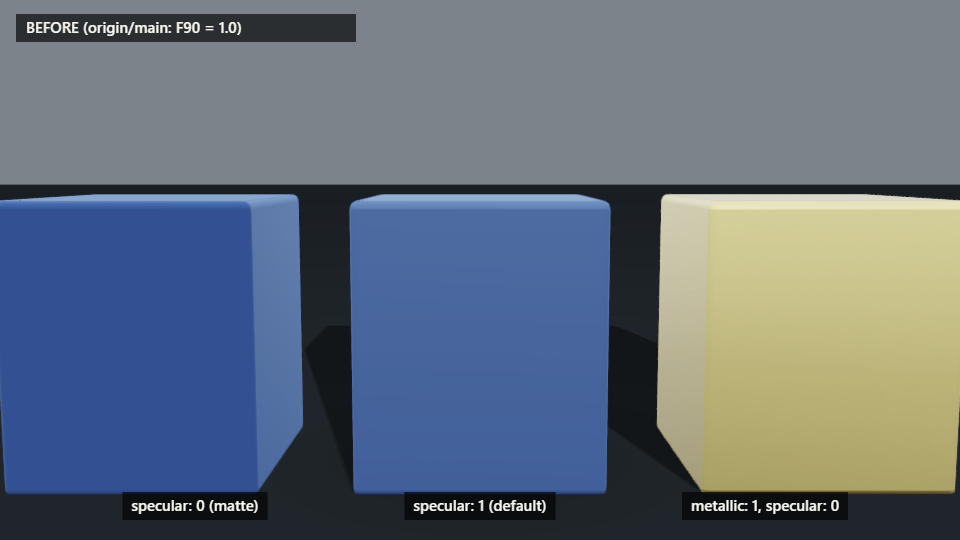 BEFORE (origin/main: F90 = 1.0)
specular: 0 (matte)
specular: 1 (default)
metallic: 1, specular: 0